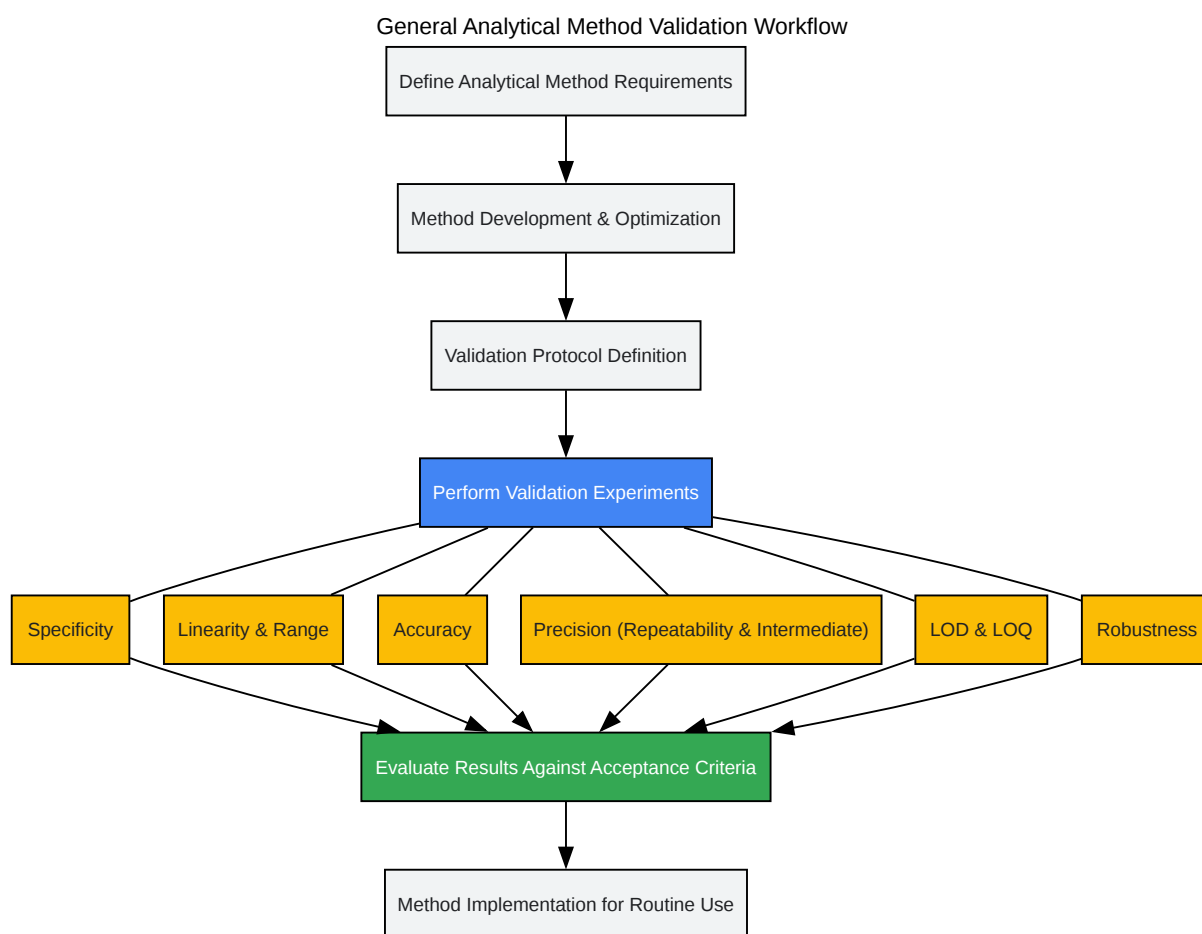 General Analytical Method Validation Workflow
Define Analytical Method Requirements
Method Development & Optimization
Validation Protocol Definition
Perform Validation Experiments
Specificity
Linearity & Range
Accuracy
Precision (Repeatability & Intermediate)
LOD & LOQ
Robustness
Evaluate Results Against Acceptance Criteria
Method Implementation for Routine Use